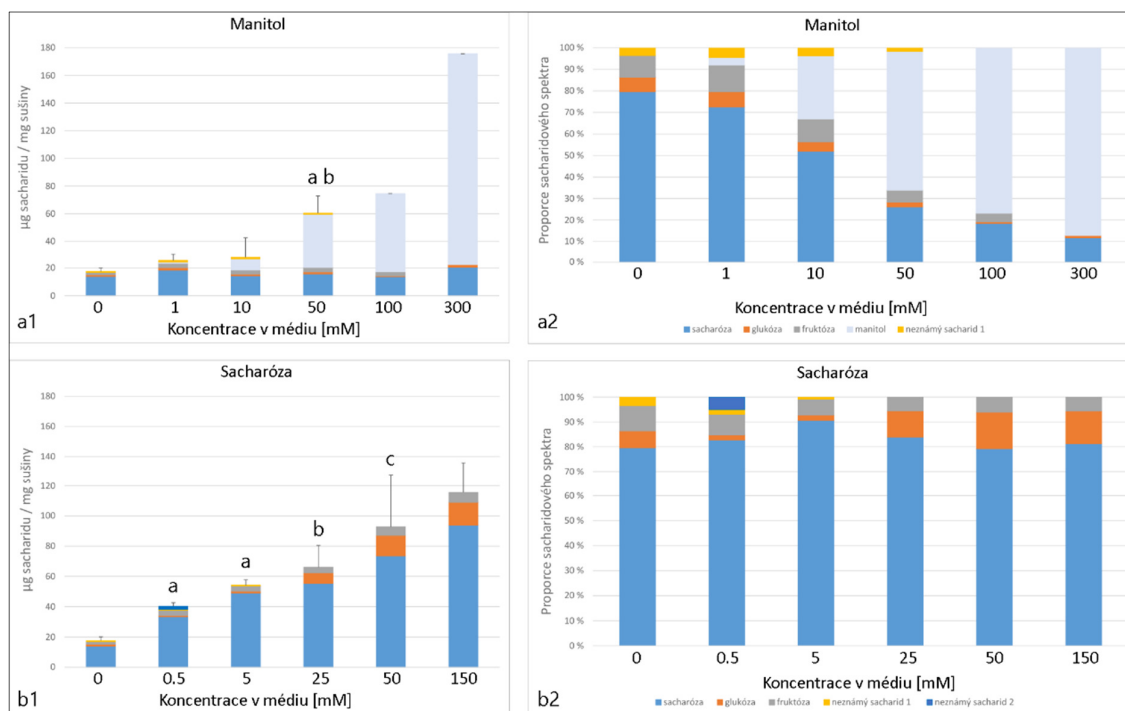 Manitol
µg sacharidu / mg sušiny
180
160
140
120
100
80
60
40
20
0
a b
0 1 10 50 100 300
Koncentrace v médiu [mM]
a1
Manitol
Proporce sacharidového spektra
100 %
90 %
80 %
70 %
60 %
50 %
40 %
30 %
20 %
10 %
0 %
0 1 10 50 100 300
Koncentrace v médiu [mM]
a2
sacharóza glukóza fruktóza manitol neznámý sacharid 1
Sacharóza
µg sacharidu / mg sušiny
180
160
140
120
100
80
60
40
20
0
a a b c
0 0.5 5 25 50 150
Koncentrace v médiu [mM]
b1
Sacharóza
Proporce sacharidového spektra
100 %
90 %
80 %
70 %
60 %
50 %
40 %
30 %
20 %
10 %
0 %
0 0.5 5 25 50 150
Koncentrace v médiu [mM]
b2
sacharóza glukóza fruktóza neznámý sacharid 1 neznámý sacharid 2